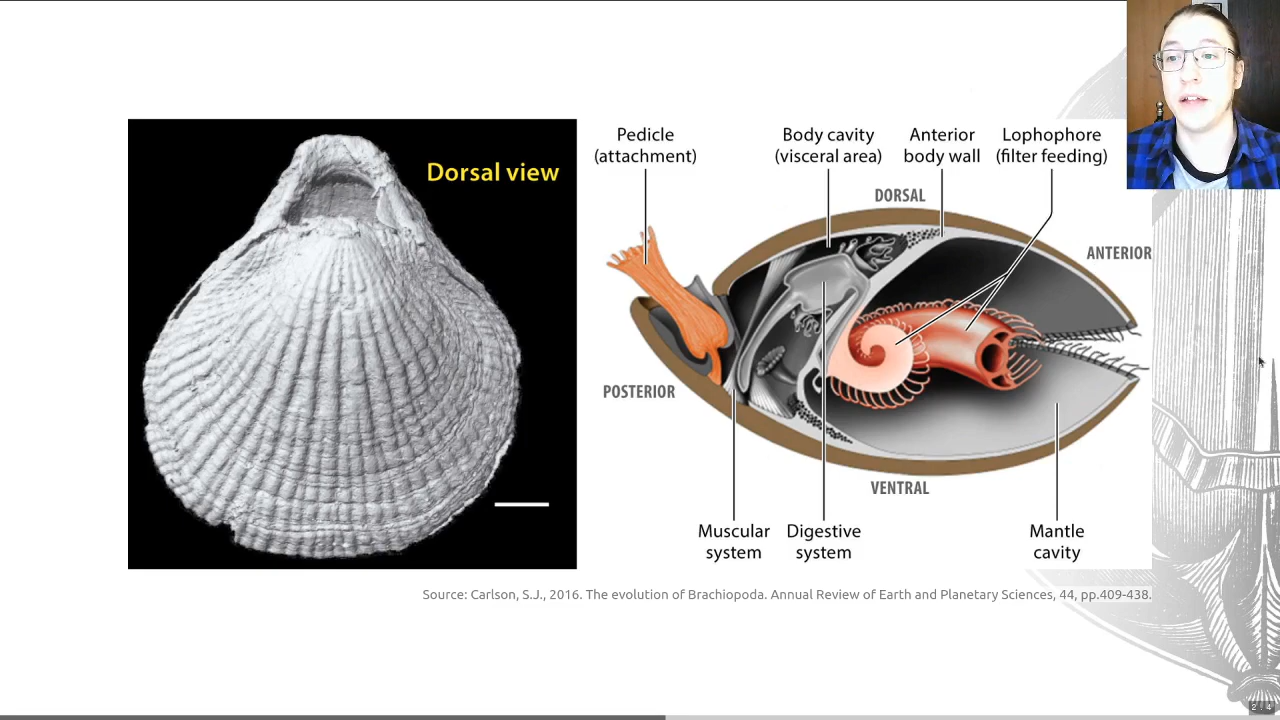 Dorsal view
Pedicle
(attachment)
Body cavity
(visceral area)
Anterior
body wall
Lophophore
(filter feeding)
DORSAL
ANTERIOR
POSTERIOR
VENTRAL
Muscular
system
Digestive
system
Mantle
cavity
Source: Carlson, S.J., 2016. The evolution of Brachiopoda. Annual Review of Earth and Planetary Sciences, 44, pp.409-438.
2 . 4